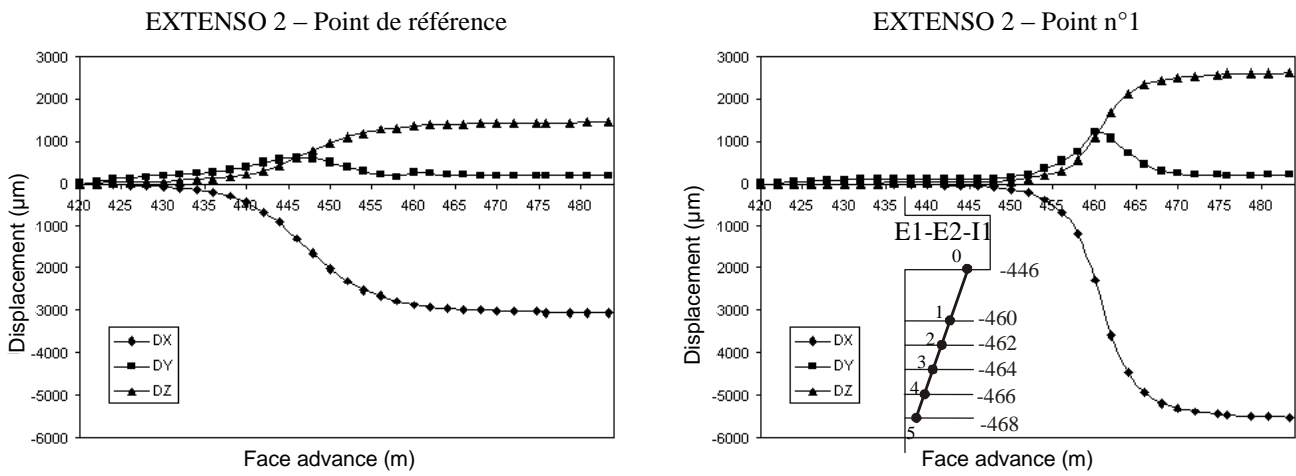 EXTENSO 2 – Point de référence
3000
2000
1000
0
1000
2000
3000
-4000
-5000
-6000
420 425 430 435 440 445 450 455 460 465 470 475 480
Displacement (µm)
DX
DY
DZ
Face advance (m)
EXTENSO 2 – Point n°1
3000
2000
1000
0
1000
2000
3000
-4000
-5000
-6000
420 425 430 435 440 445 450 455 460 465 470 475 480
Displacement (µm)
DX
DY
DZ
E1-E2-I1
0 -446
1 -460
2 -462
3 -464
4 -466
5 -468
Face advance (m)